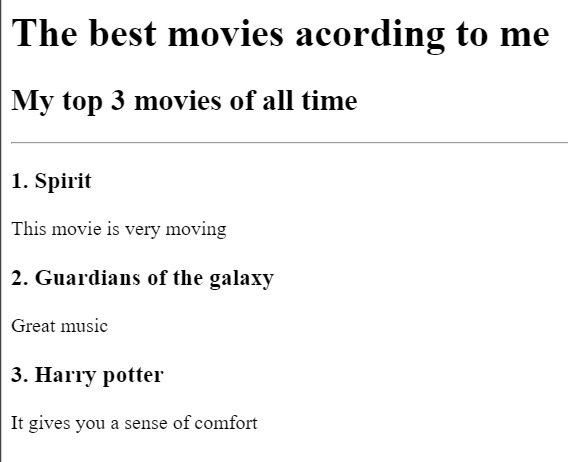 The best movies acording to me
My top 3 movies of all time
1. Spirit
This movie is very moving
2. Guardians of the galaxy
Great music
3. Harry potter
It gives you a sense of comfort